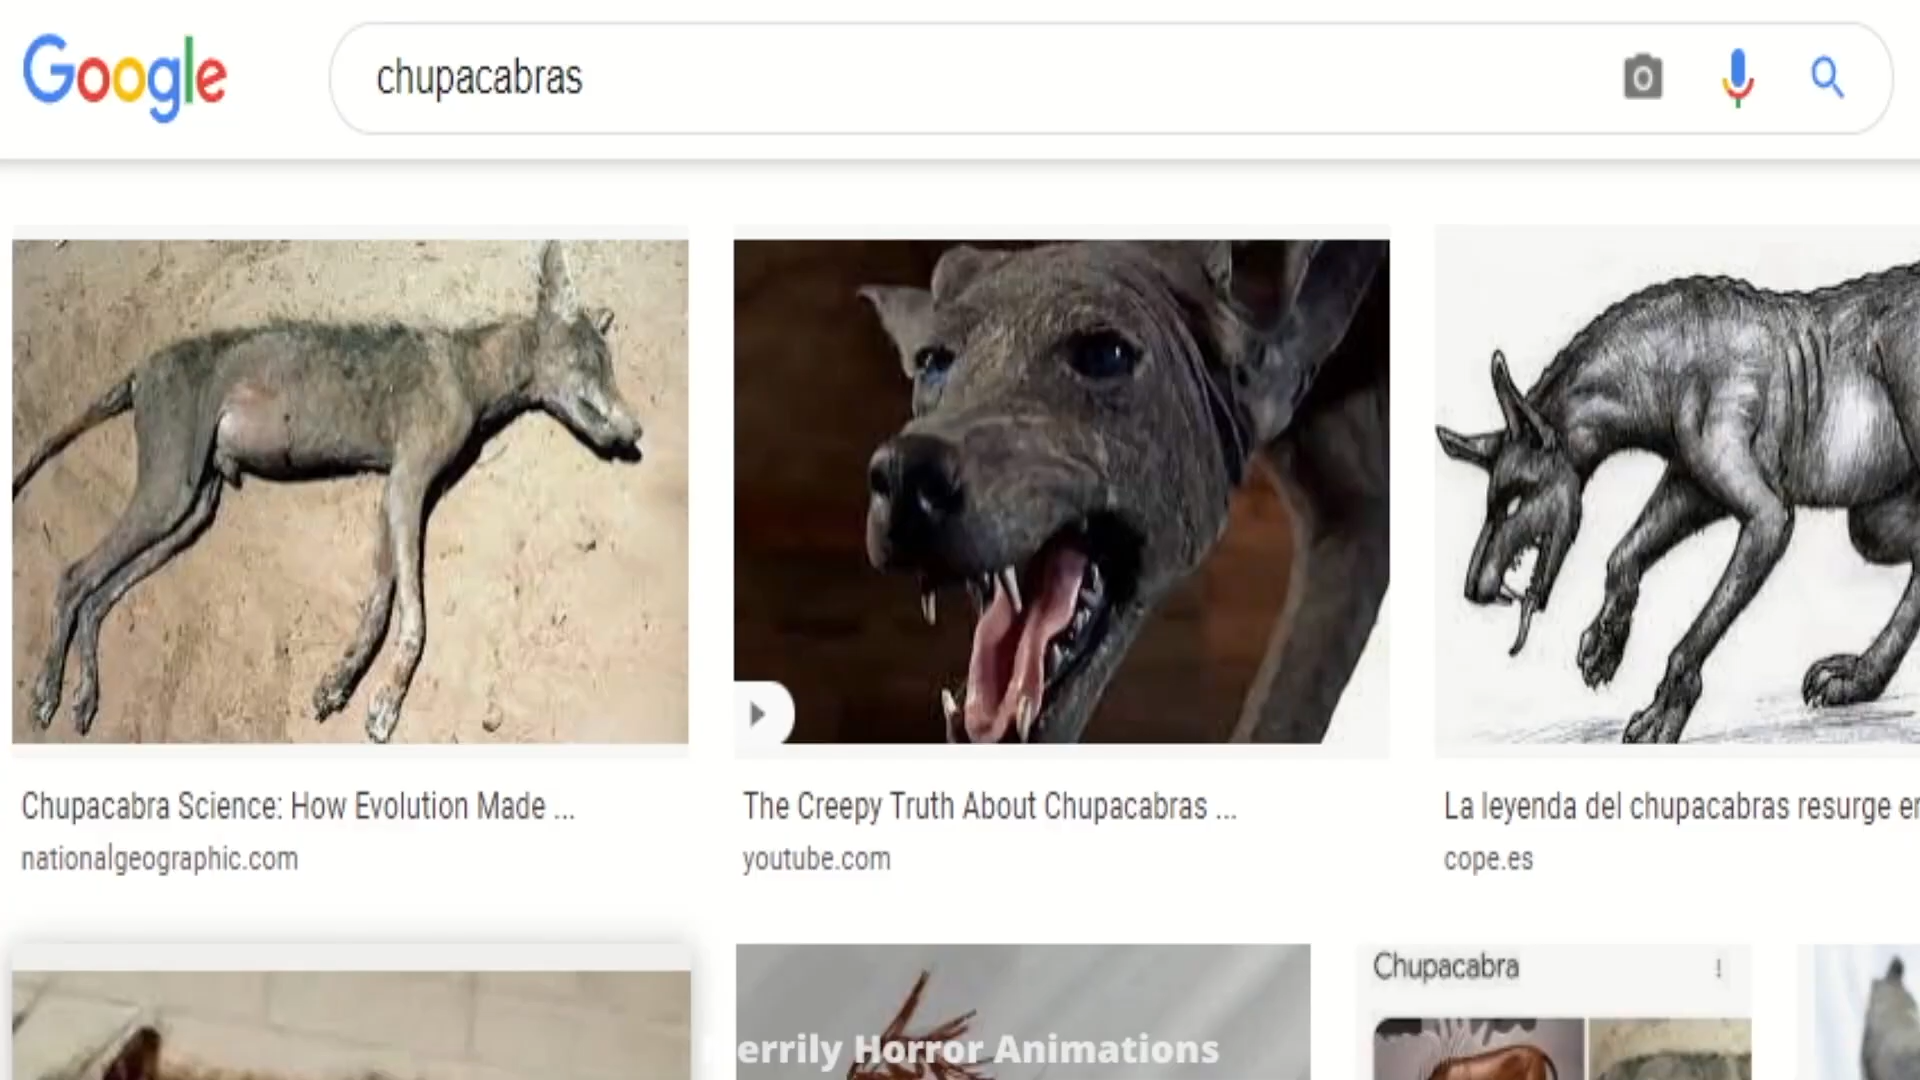 Google
chupacabras
Chupacabra Science: How Evolution Made ...
nationalgeographic.com
The Creepy Truth About Chupacabras ...
youtube.com
La leyenda del chupacabras resurge
cope.es
Chupacabra
Horror Animations